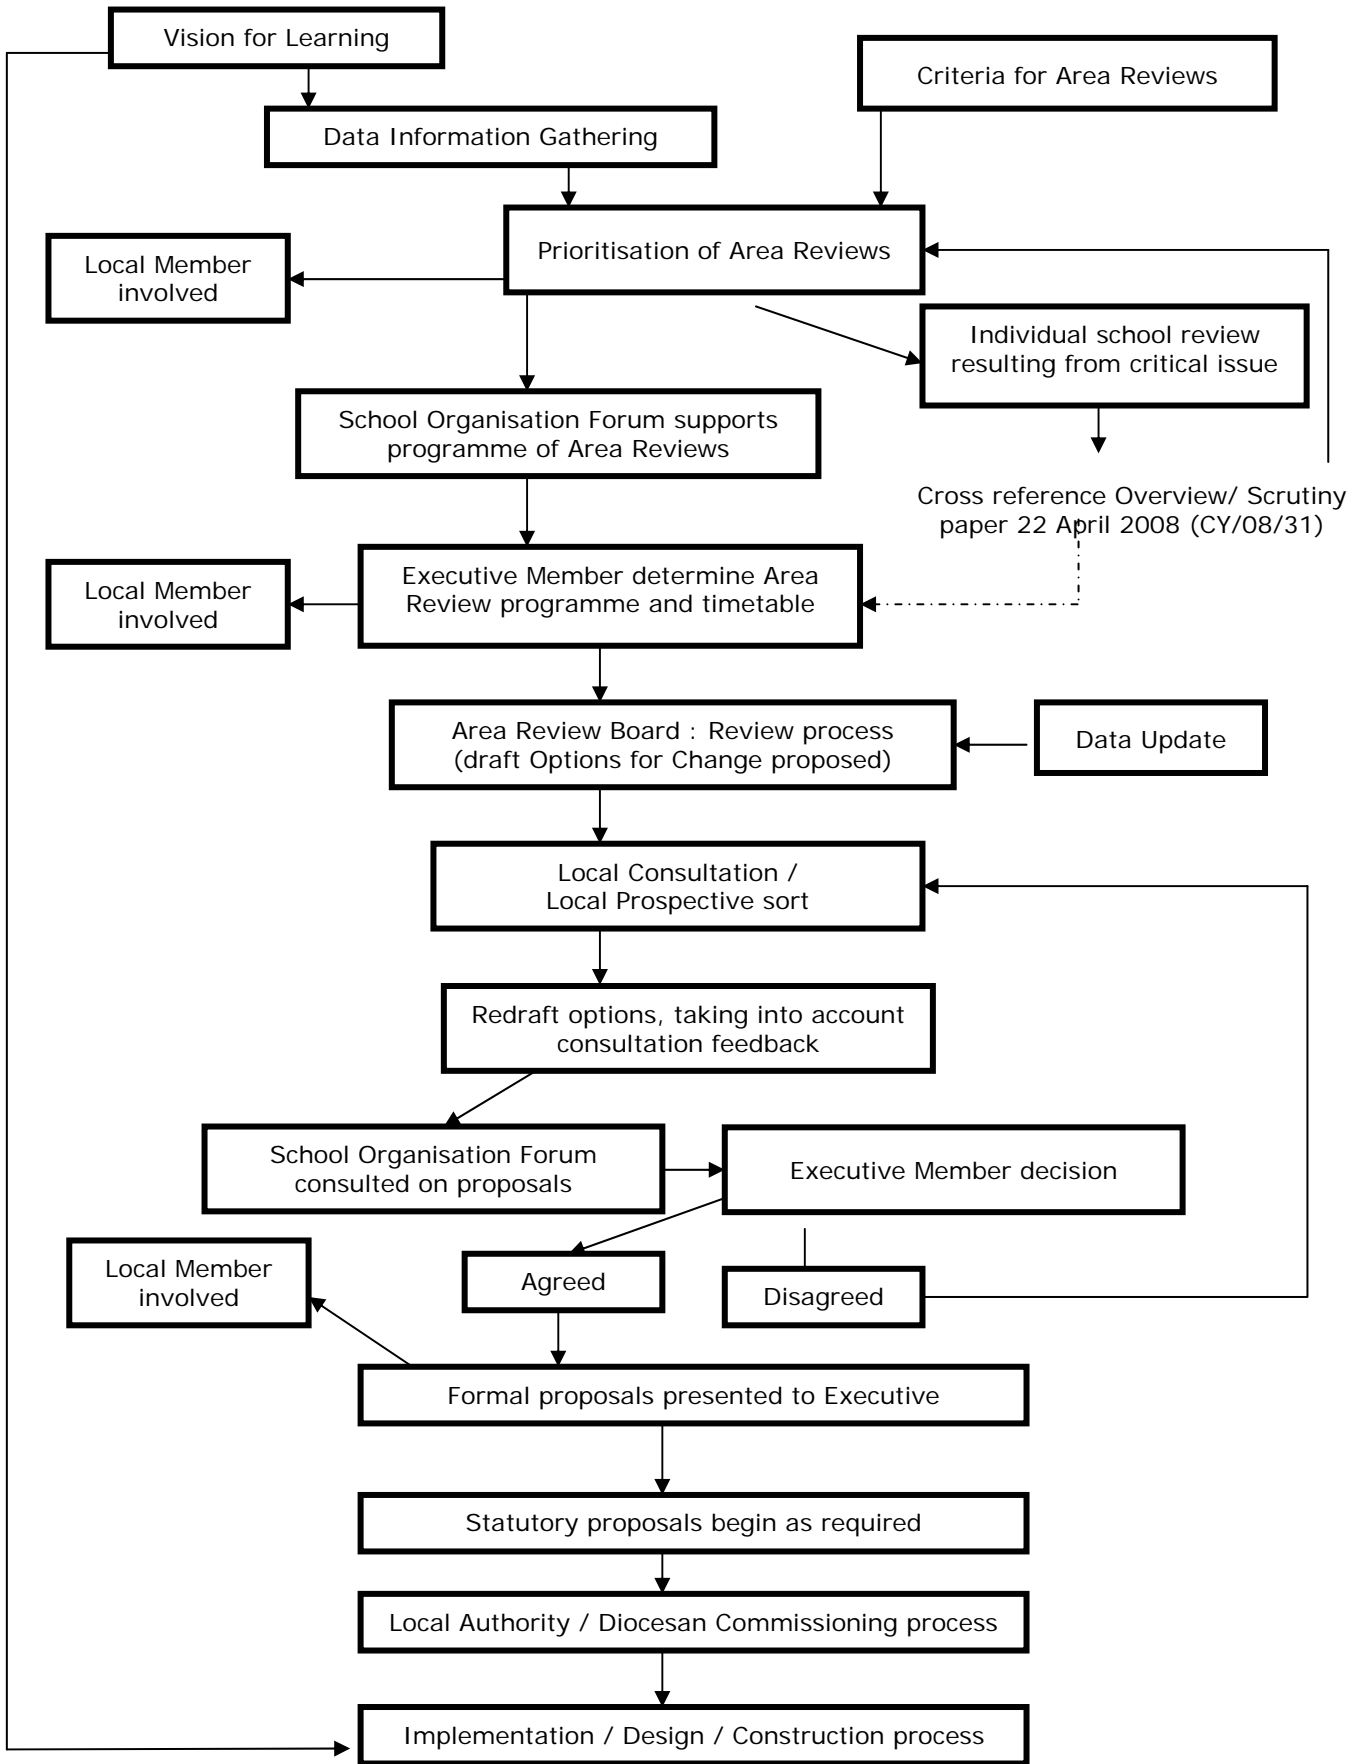 Vision for Learning
Criteria for Area Reviews
Data Information Gathering
Prioritisation of Area Reviews
Local Member
involved
Individual school review
resulting from critical issue
School Organisation Forum supports
programme of Area Reviews
Cross reference Overview/ Scrutiny
paper 22 April 2008 (CY/08/31)
Executive Member determine Area
Review programme and timetable
Local Member
involved
Area Review Board : Review process
(draft Options for Change proposed)
Data Update
Local Consultation /
Local Prospective sort
Redraft options, taking into account
consultation feedback
School Organisation Forum
consulted on proposals
Executive Member decision
Local Member
involved
Agreed
Disagreed
Formal proposals presented to Executive
Statutory proposals begin as required
Local Authority / Diocesan Commissioning process
Implementation / Design / Construction process